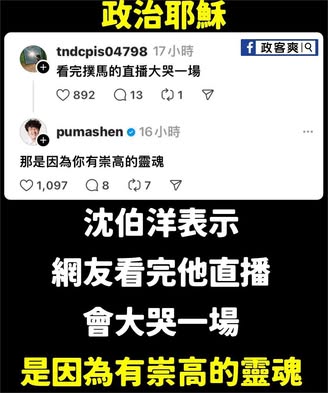 政治耶穌
政客爽
tndcpis04798 17小時
看完撲馬的直播大哭一場
892 13 1
pumashen 16小時
那是因為你有崇高的靈魂
1,097 8 7
沈伯洋表示
網友看完他直播
會大哭一場
是因為有崇高的靈魂